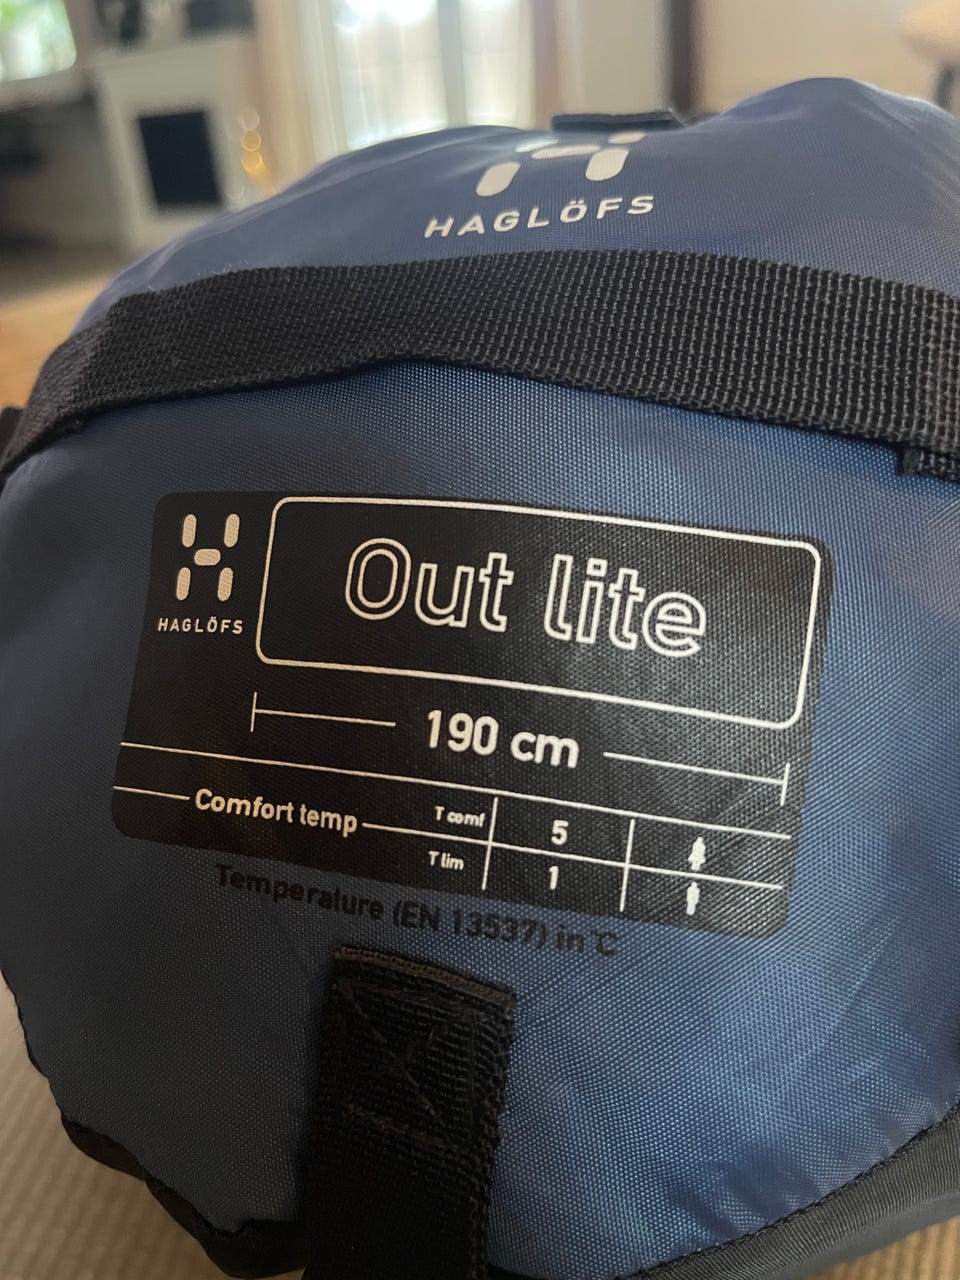 HAGLÖFS
HAGLÖFS
Out lite
190 cm
Comfort temp T comf 5
T lim 1
Temperature (EN 13537) in °C